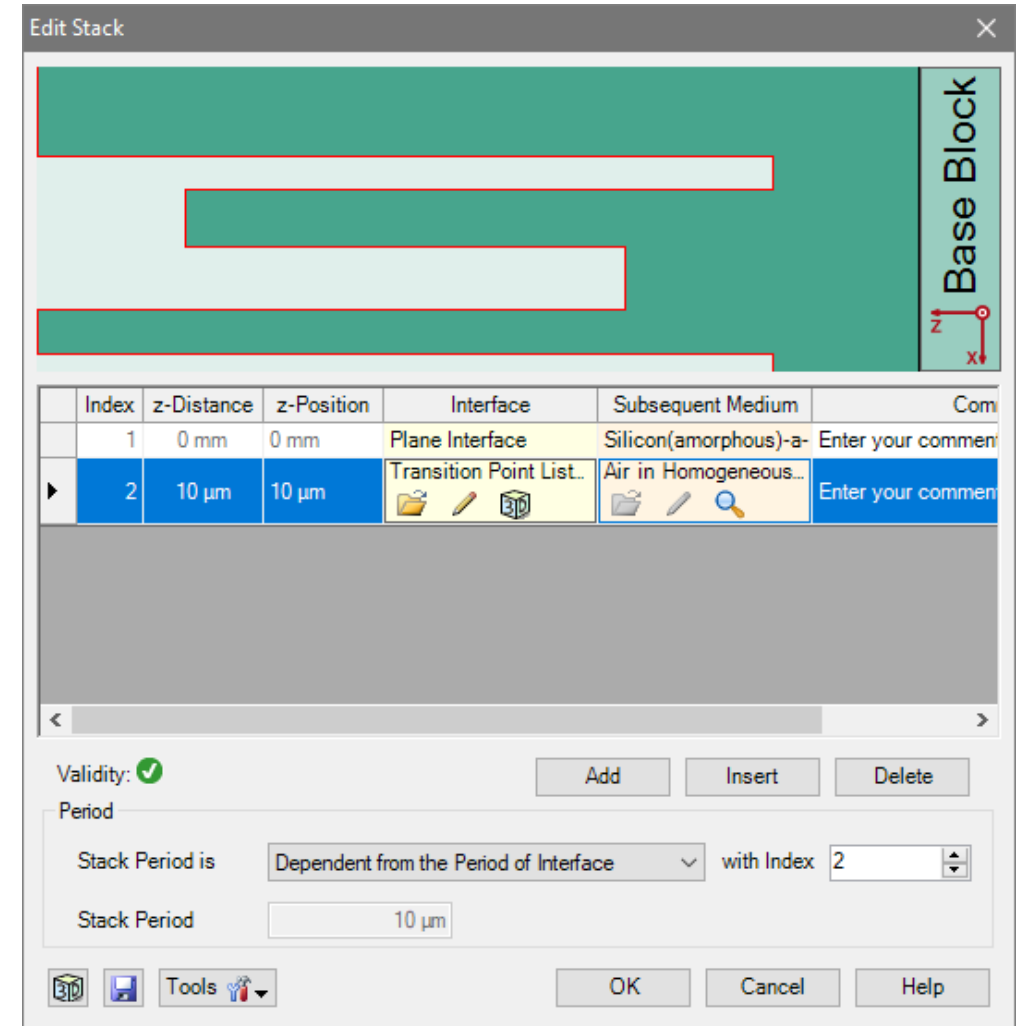 Edit Stack
Base Block
z
x
Index z-Distance z-Position Interface Subsequent Medium Com
1 0 mm 0 mm Plane Interface Silicon(amorphous)-a- Enter your commen
2 10 µm 10 µm Transition Point List... Air in Homogeneous... Enter your commen
3D
Validity:
Add Insert Delete
Period
Stack Period is Dependent from the Period of Interface with Index 2
Stack Period 10 µm
3D Tools OK Cancel Help